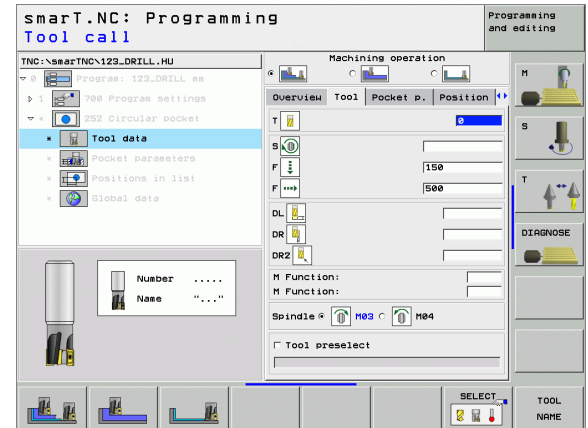 smarT.NC: Programming
Tool call
Programming
and editing
TNC:\smarTNC\123_DRILL.HU
0 Program: 123_DRILL mm
1 700 Program settings
* 252 Circular pocket
* Tool data
* Pocket parameters
* Positions in list
* Global data
Machining operation
Overview Tool Pocket p. Position
T 0
S
F 150
F 500
DL
DR
DR2
M Function:
M Function:
Spindle M03 M04
Tool preselect
Number .....
Name "..."
M
S
T
DIAGNOSE
SELECT
TOOL
NAME